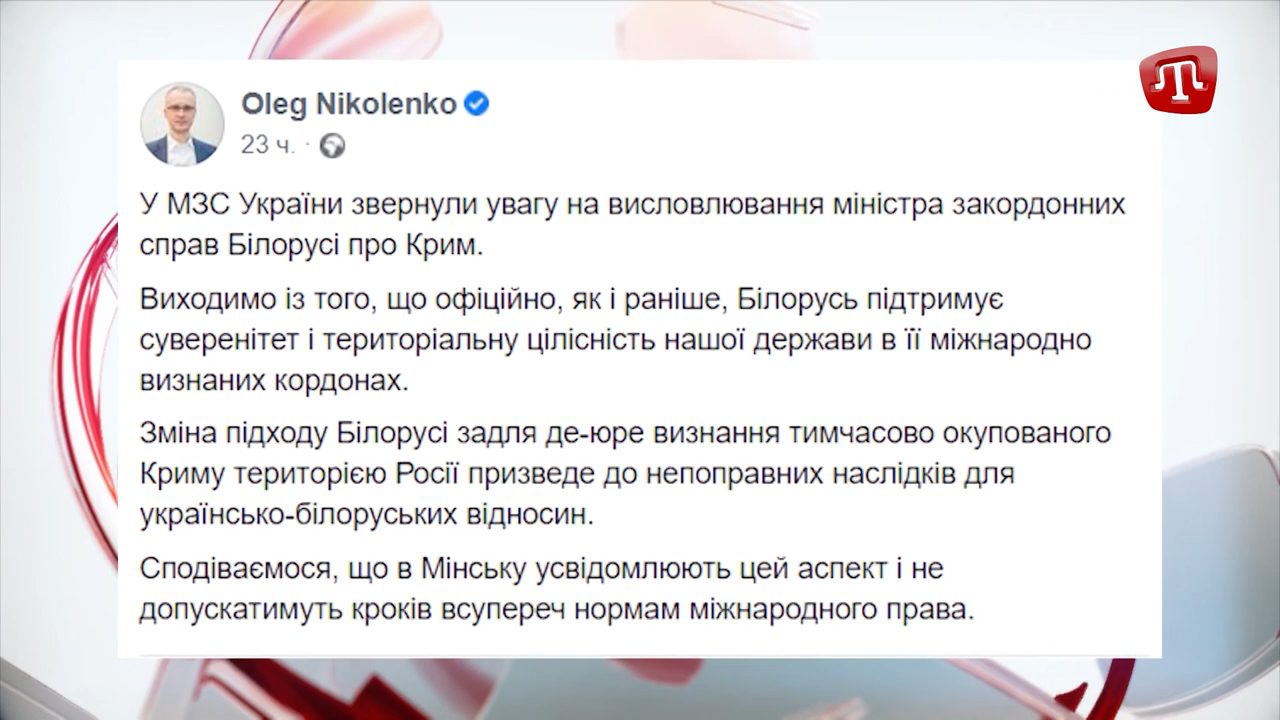 Oleg Nikolenko
23 ч. ·
У МЗС України звернули увагу на висловлювання міністра закордонних
справ Білорусі про Крим.
Виходимо із того, що офіційно, як і раніше, Білорусь підтримує
суверенітет і територіальну цілісність нашої держави в її міжнародно
визнаних кордонах.
Зміна підходу Білорусі задля де-юре визнання тимчасово окупованого
Криму територією Росії призведе до непоправних наслідків для
українсько-білоруських відносин.
Сподіваємося, що в Мінську усвідомлюють цей аспект і не
допускатимуть кроків всупереч нормам міжнародного права.